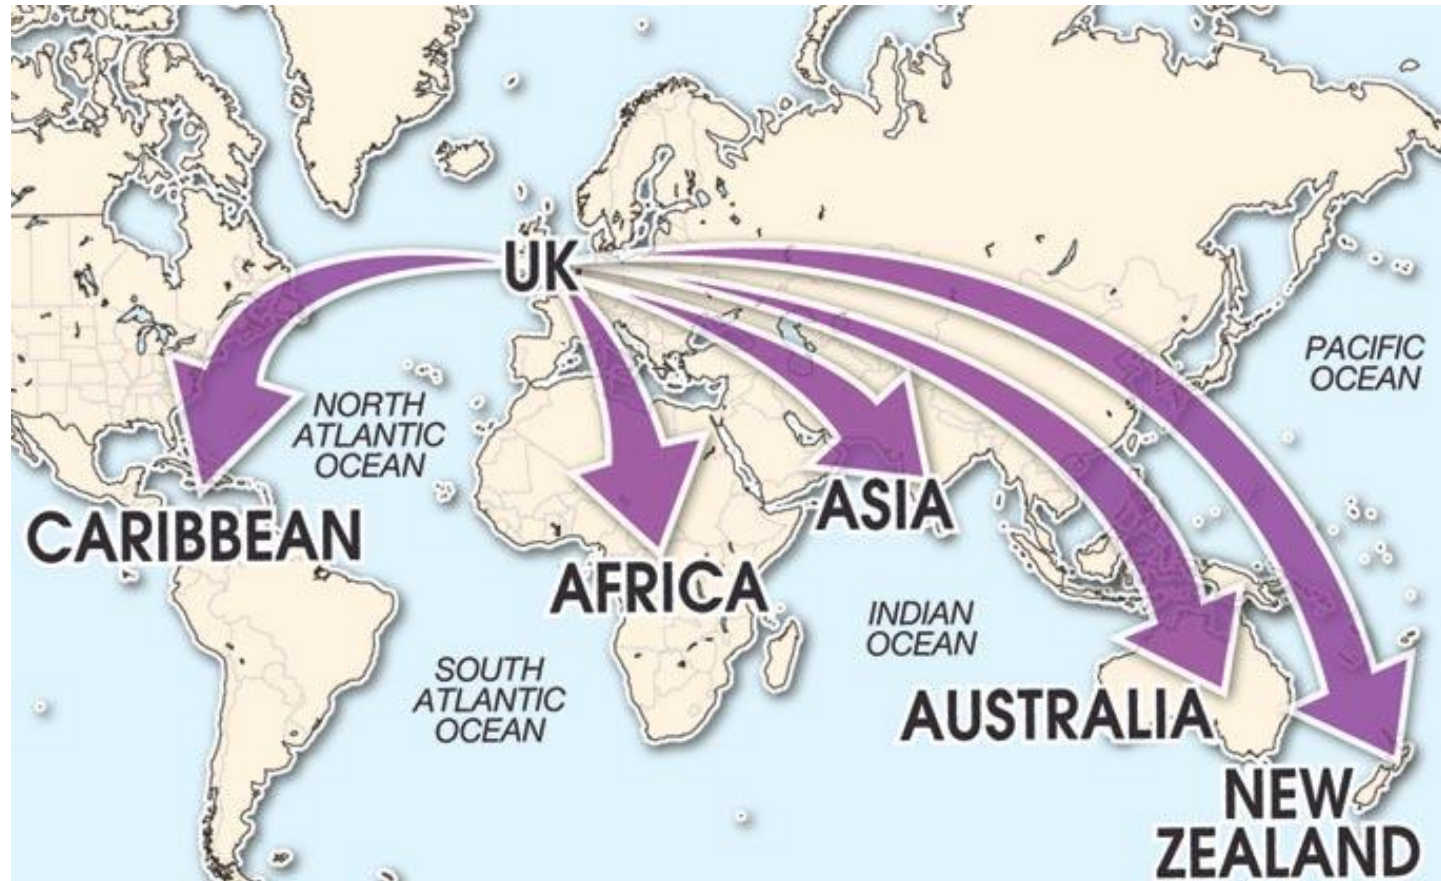 UK
PACIFIC
OCEAN
NORTH
ATLANTIC
OCEAN
CARIBBEAN
ASIA
AFRICA
INDIAN
OCEAN
SOUTH
ATLANTIC
OCEAN
AUSTRALIA
NEW
ZEALAND